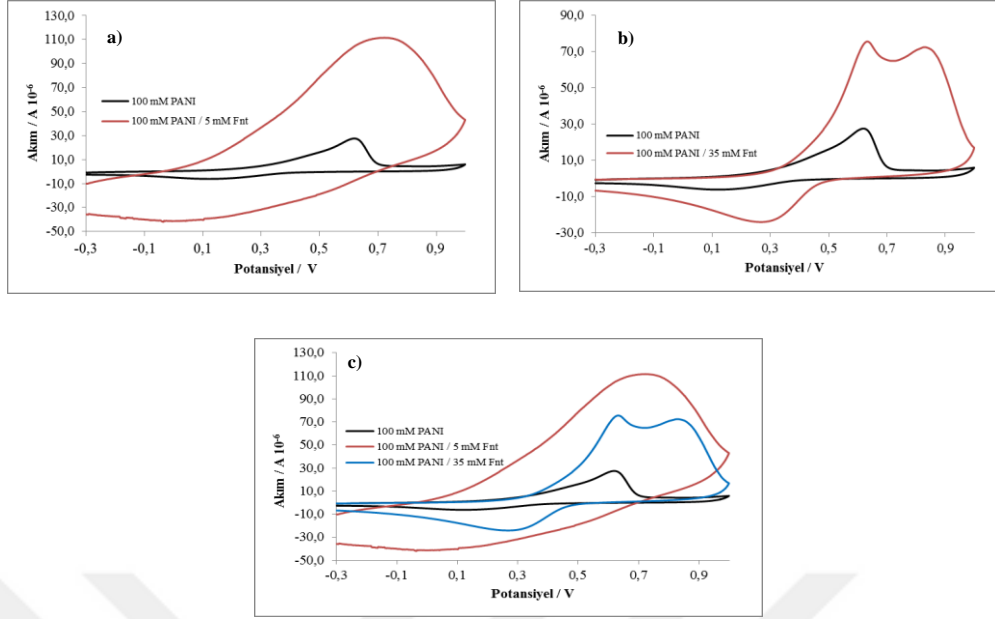 a)
130,0
110,0
90,0
70,0
50,0
30,0
10,0
-10,0
-30,0
-50,0
Akım / A 10⁻⁶
100 mM PANI
100 mM PANI / 5 mM Fnt
-0,3 -0,1 0,1 0,3 0,5 0,7 0,9
Potansiyel / V
b)
90,0
70,0
50,0
30,0
10,0
-10,0
-30,0
Akım / A 10⁻⁶
100 mM PANI
100 mM PANI / 35 mM Fnt
-0,3 -0,1 0,1 0,3 0,5 0,7 0,9
Potansiyel / V
c)
130,0
110,0
90,0
70,0
50,0
30,0
10,0
-10,0
-30,0
-50,0
Akım / A 10⁻⁶
100 mM PANI
100 mM PANI / 5 mM Fnt
100 mM PANI / 35 mM Fnt
-0,3 -0,1 0,1 0,3 0,5 0,7 0,9
Potansiyel / V